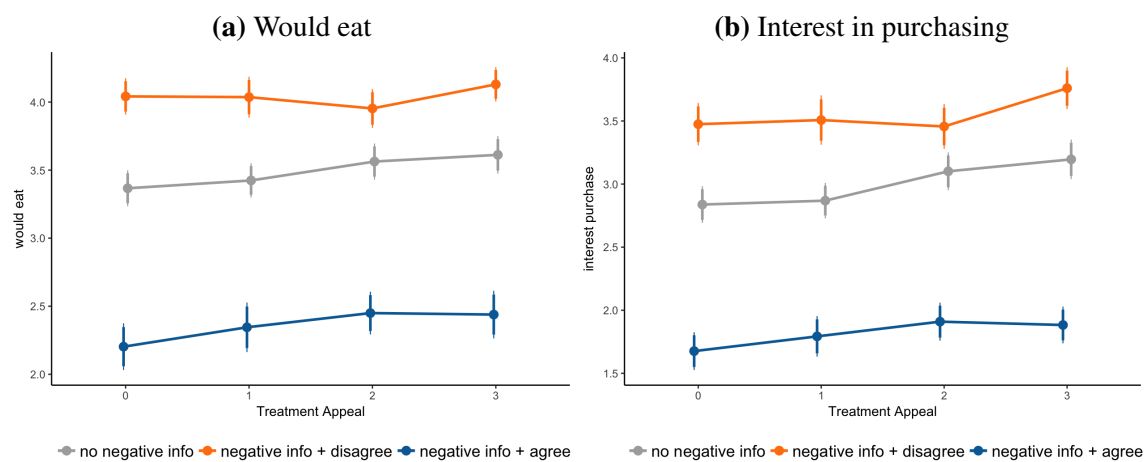 (a) Would eat
would eat
4.0
3.5
3.0
2.5
2.0
0 1 2 3
Treatment Appeal
no negative info negative info + disagree negative info + agree
(b) Interest in purchasing
interest purchase
4.0
3.5
3.0
2.5
2.0
1.5
0 1 2 3
Treatment Appeal
no negative info negative info + disagree negative info + agree